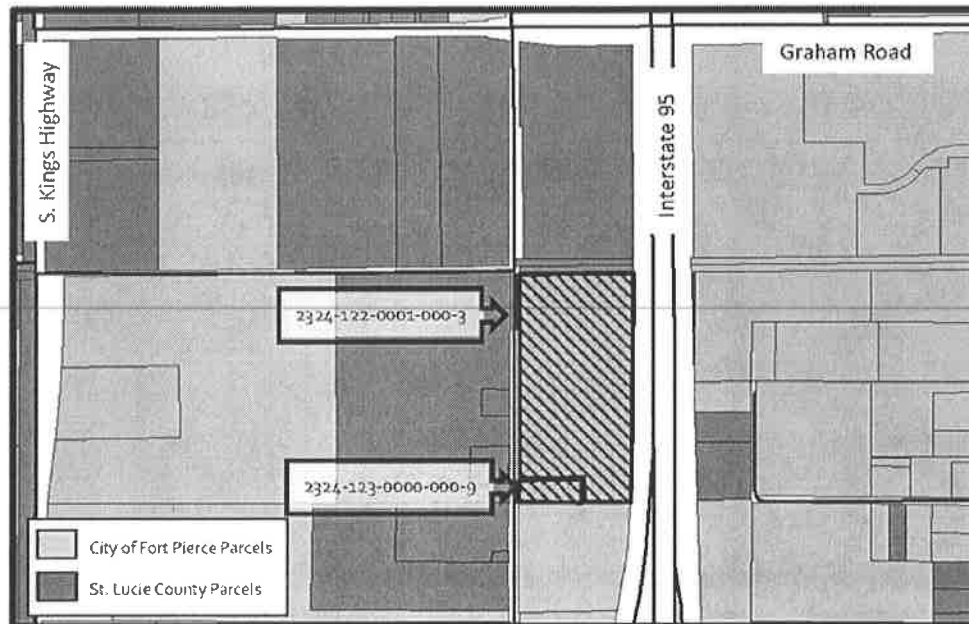 S. Kings Highway
Graham Road
Interstate 95
2324-122-0001-000-3
2324-123-0000-000-9
City of Fort Pierce Parcels
St. Lucie County Parcels